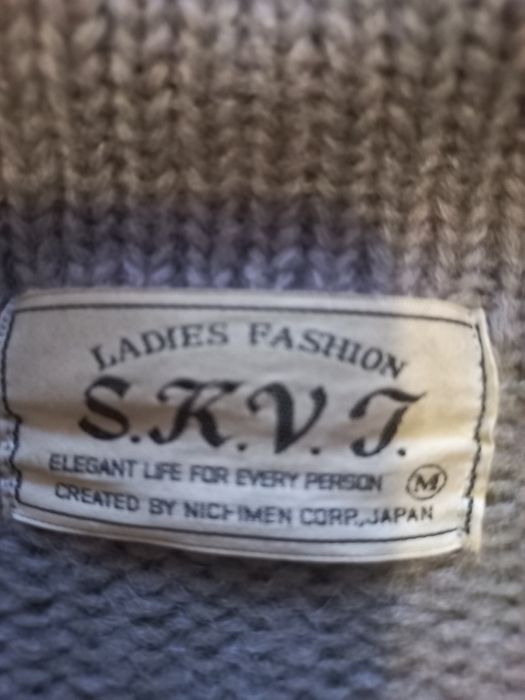 LADIES FASHION
S.K.V.T.
ELEGANT LIFE FOR EVERY PERSON M
CREATED BY NICHIMEN CORP., JAPAN